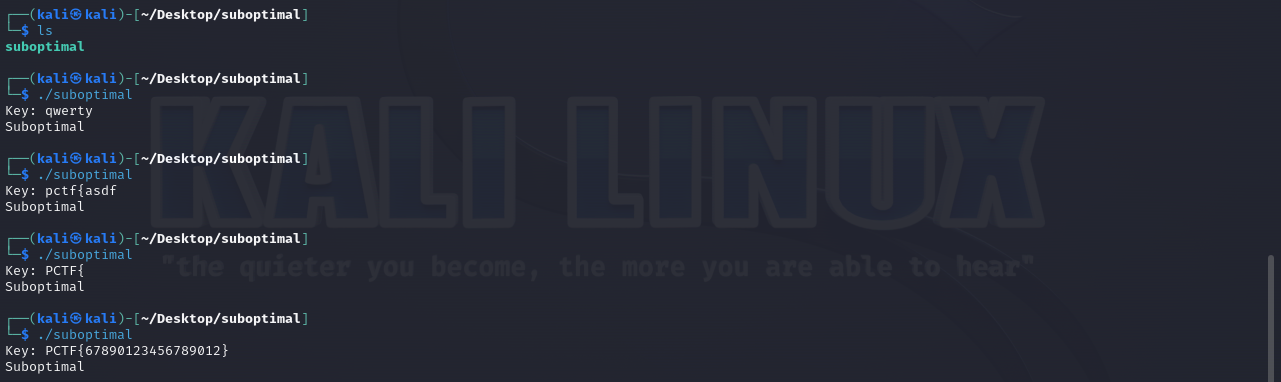 ┌──(kali㉿kali)-[~/Desktop/suboptimal]
└─$ ls
suboptimal
┌──(kali㉿kali)-[~/Desktop/suboptimal]
└─$ ./suboptimal
Key: qwerty
Suboptimal
┌──(kali㉿kali)-[~/Desktop/suboptimal]
└─$ ./suboptimal
Key: pctf{asdf
Suboptimal
┌──(kali㉿kali)-[~/Desktop/suboptimal]
└─$ ./suboptimal
Key: PCTF{
Suboptimal
┌──(kali㉿kali)-[~/Desktop/suboptimal]
└─$ ./suboptimal
Key: PCTF{67890123456789012}
Suboptimal
KALI LINUX
"the quieter you become, the more you are able to hear"